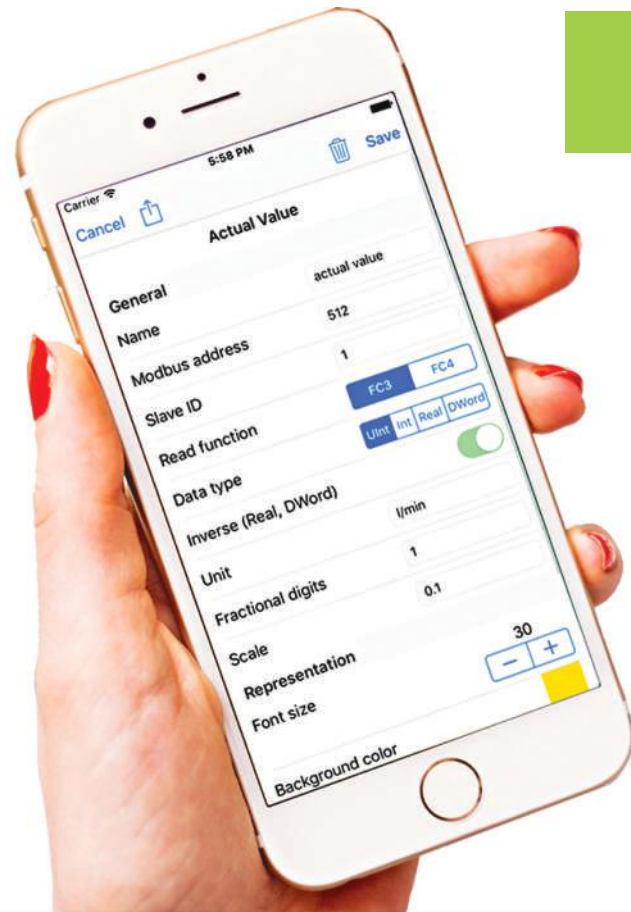 5:58 PM
Carrier
Cancel Save
Actual Value
General
Name actual value
Modbus address 512
Slave ID 1
Read function FC3 FC4
Data type UInt Int Real DWord
Inverse (Real, DWord)
Unit l/min
Fractional digits 1
Scale 0.1
Representation
Font size 30 - +
Background color